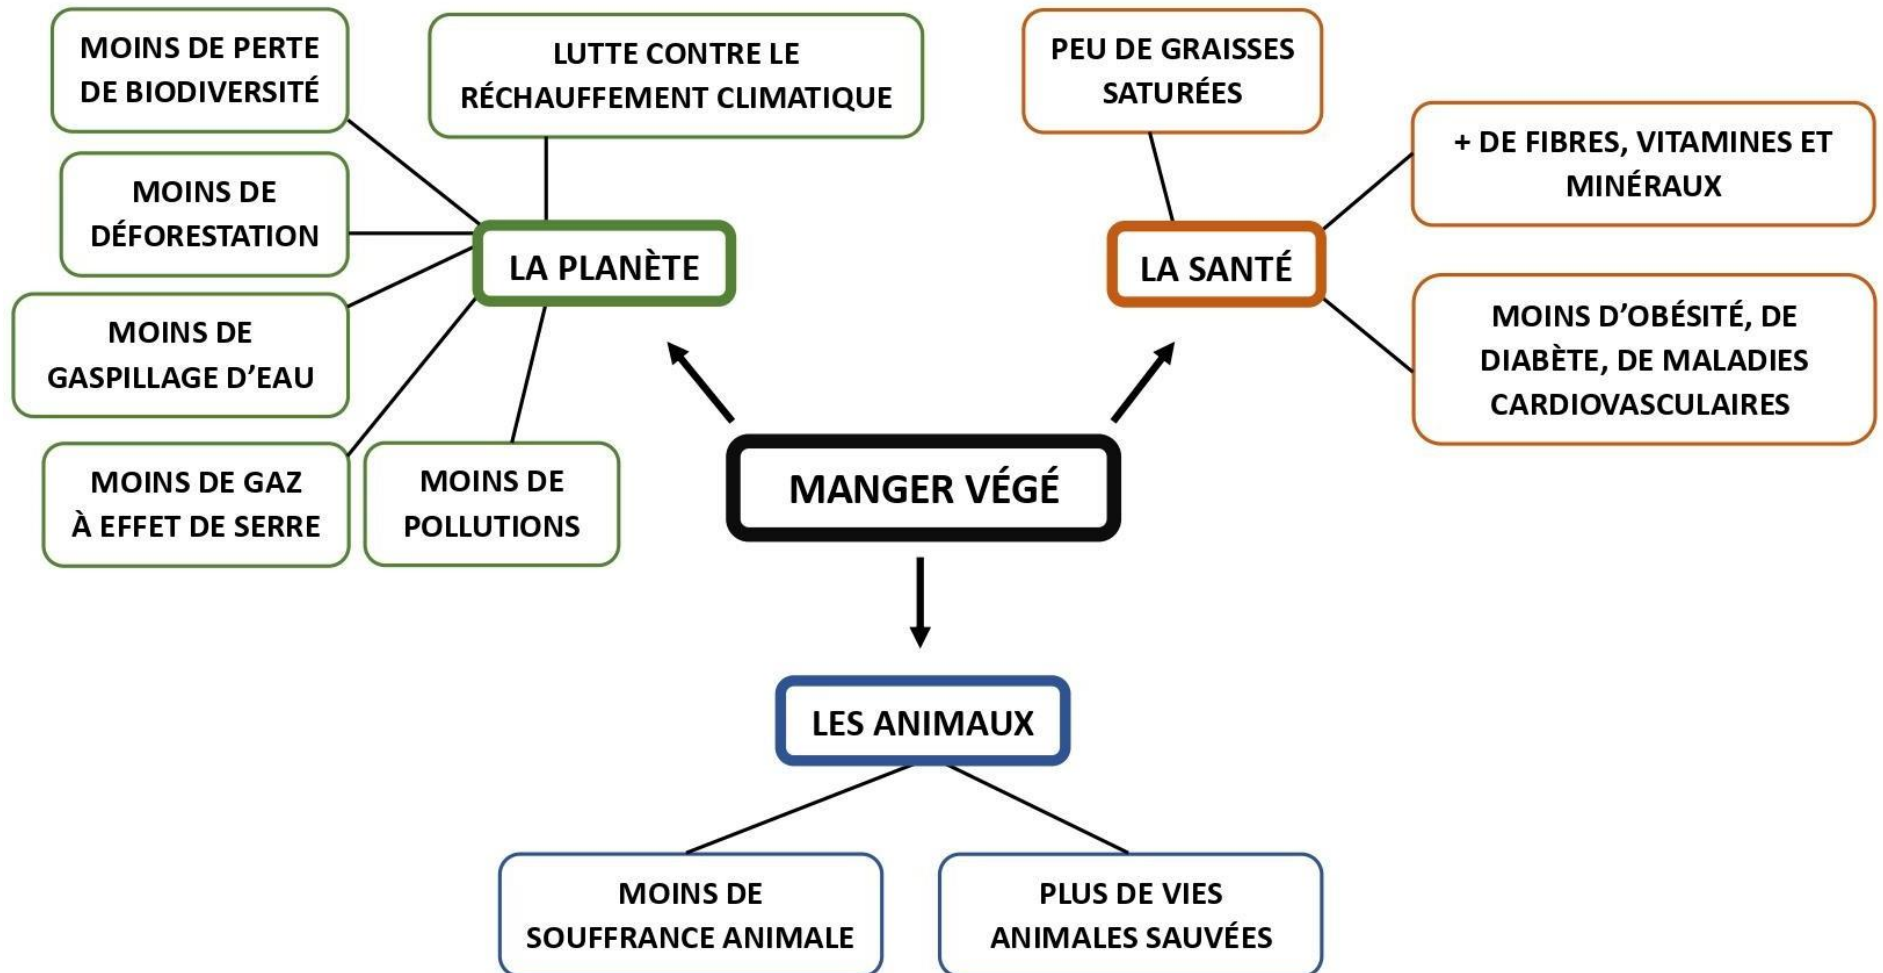 MOINS DE PERTE
DE BIODIVERSITÉ
LUTTE CONTRE LE
RÉCHAUFFEMENT CLIMATIQUE
MOINS DE
DÉFORESTATION
LA PLANÈTE
MOINS DE
GASPILLAGE D’EAU
MOINS DE GAZ
À EFFET DE SERRE
MOINS DE
POLLUTIONS
PEU DE GRAISSES
SATURÉES
+ DE FIBRES, VITAMINES ET
MINÉRAUX
LA SANTÉ
MOINS D’OBÉSITÉ, DE
DIABÈTE, DE MALADIES
CARDIOVASCULAIRES
MANGER VÉGÉ
LES ANIMAUX
MOINS DE
SOUFFRANCE ANIMALE
PLUS DE VIES
ANIMALES SAUVÉES